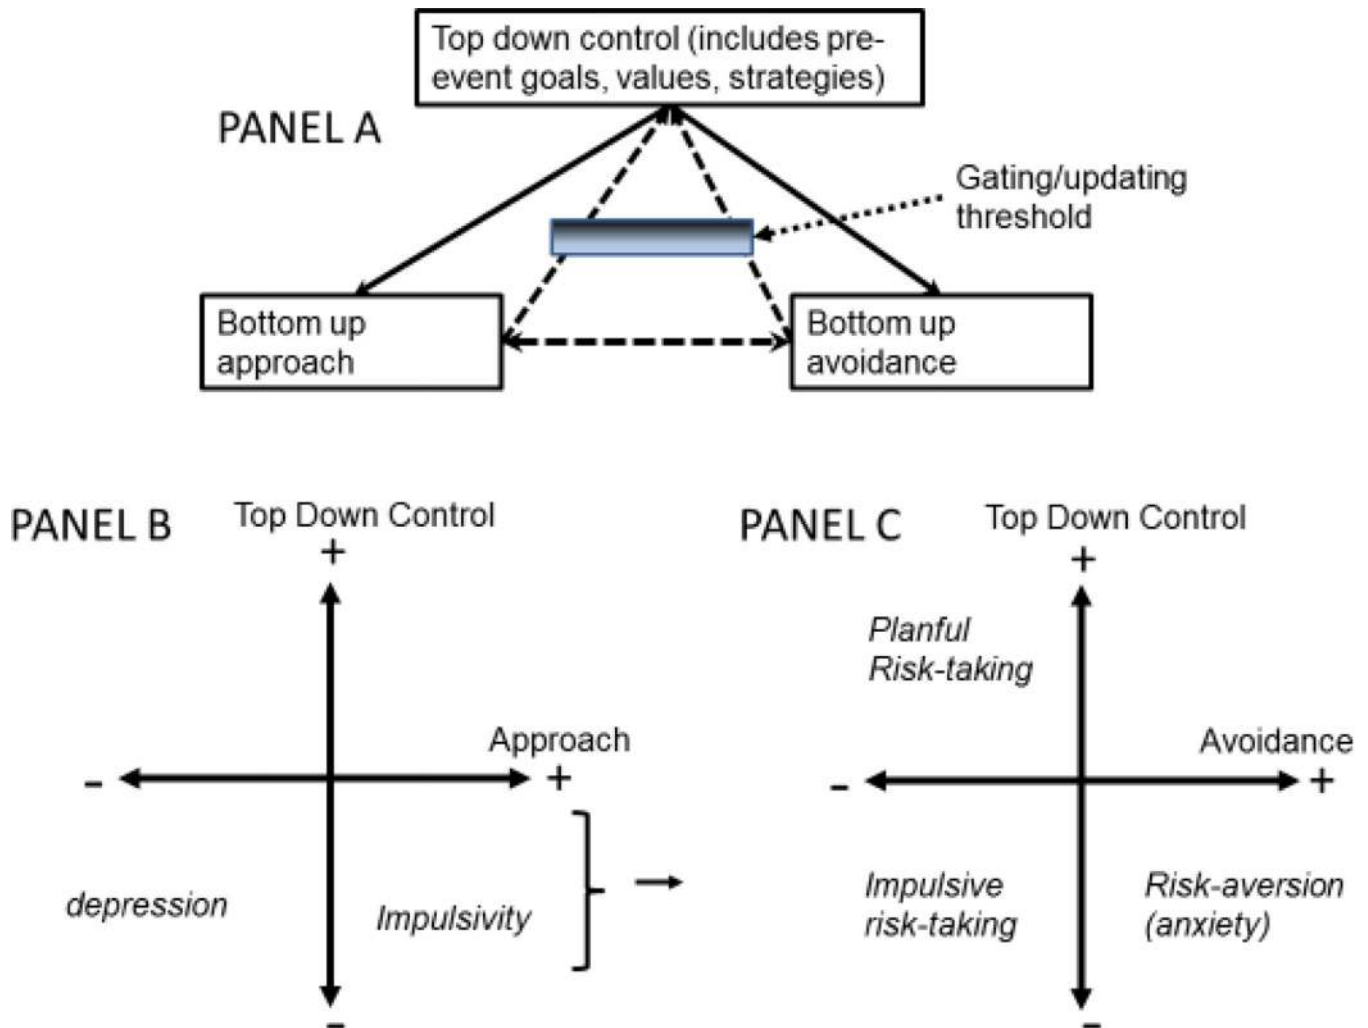 Top down control (includes pre-
event goals, values, strategies)
PANEL A
Gating/updating
threshold
Bottom up
approach
Bottom up
avoidance
PANEL B
Top Down Control
+
Approach
-
+
depression
Impulsivity
-
PANEL C
Top Down Control
+
Planful
Risk-taking
Avoidance
-
+
Impulsive
risk-taking
Risk-aversion
(anxiety)
-